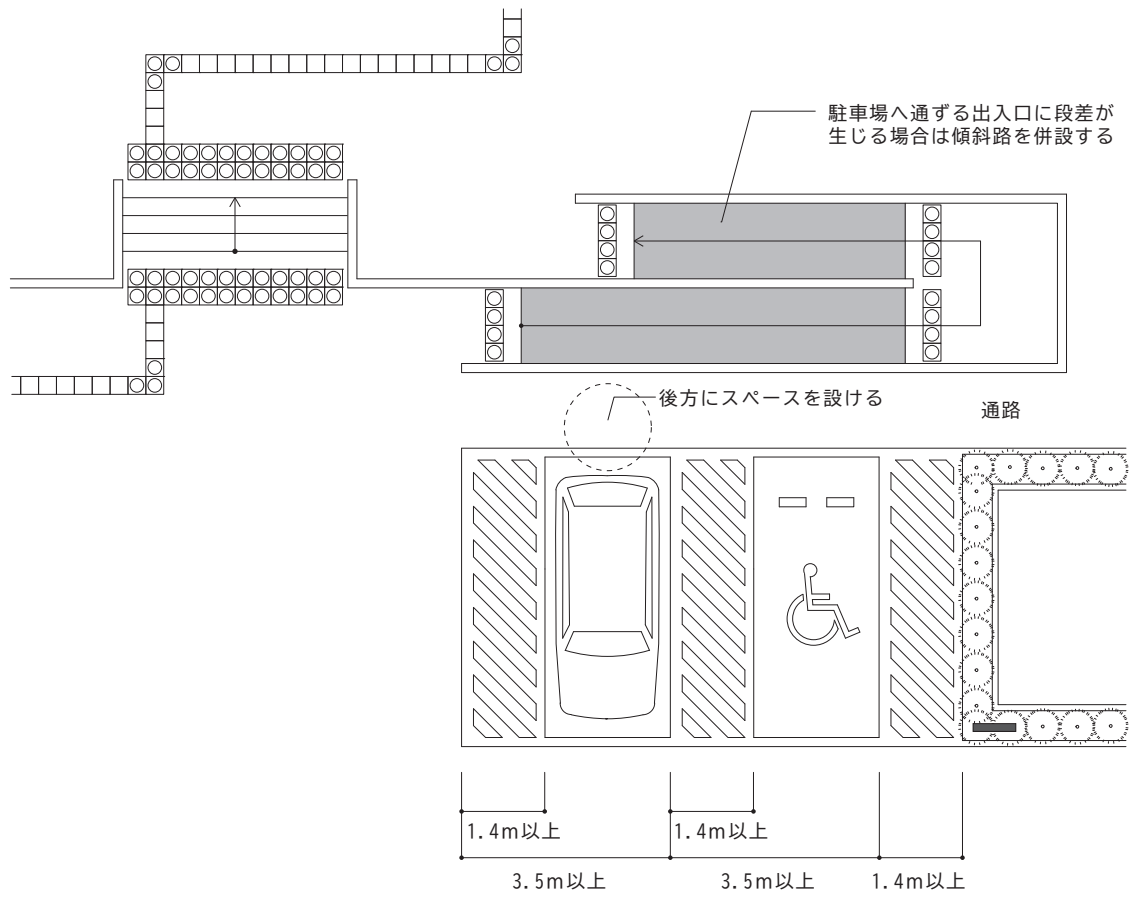 駐車場へ通ずる出入口に段差が
生じる場合は傾斜路を併設する
後方にスペースを設ける
通路
1.4m以上
1.4m以上
3.5m以上
3.5m以上
1.4m以上